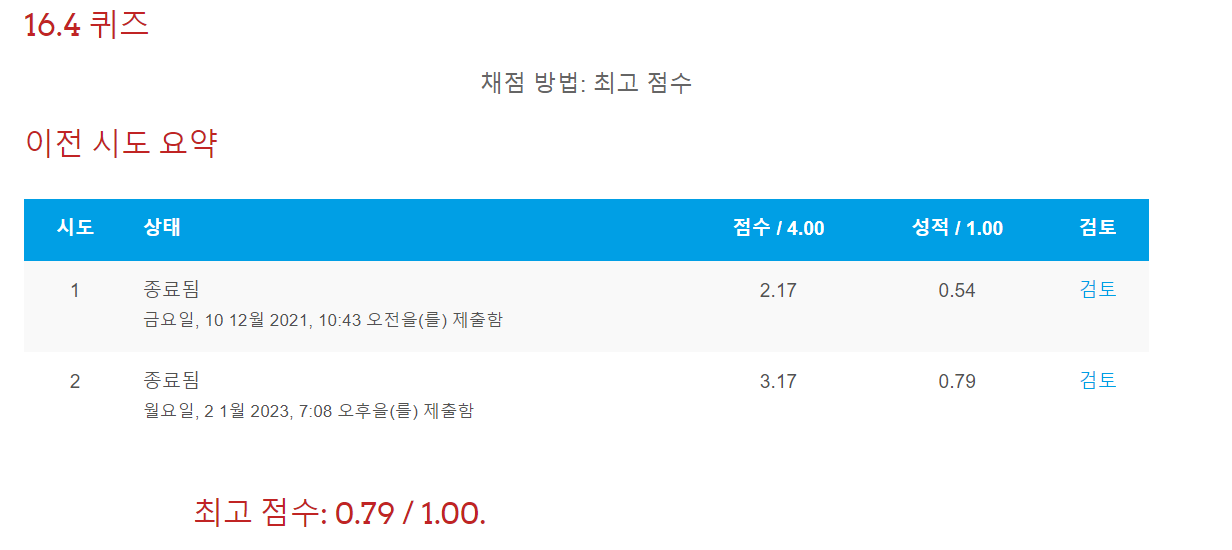 16.4 퀴즈
채점 방법: 최고 점수
이전 시도 요약
시도 상태 점수 / 4.00 성적 / 1.00 검토
1 종료됨 2.17 0.54 검토
금요일, 10 12월 2021, 10:43 오전을(를) 제출함
2 종료됨 3.17 0.79 검토
월요일, 2 1월 2023, 7:08 오후을(를) 제출함
최고 점수: 0.79 / 1.00.